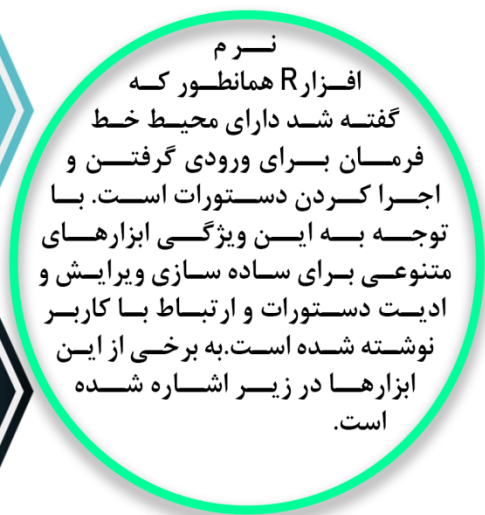 نرم
افزار R همانطور که
گفته شد دارای محیط خط
فرمان برای ورودی گرفتن و
اجرا کردن دستورات است. با
توجه به این ویژگی ابزارهای
متنوعی برای ساده سازی ویرایش و
ادیت دستورات و ارتباط با کاربر
نوشته شده است.به برخی از این
ابزارها در زیر اشاره شده
است.